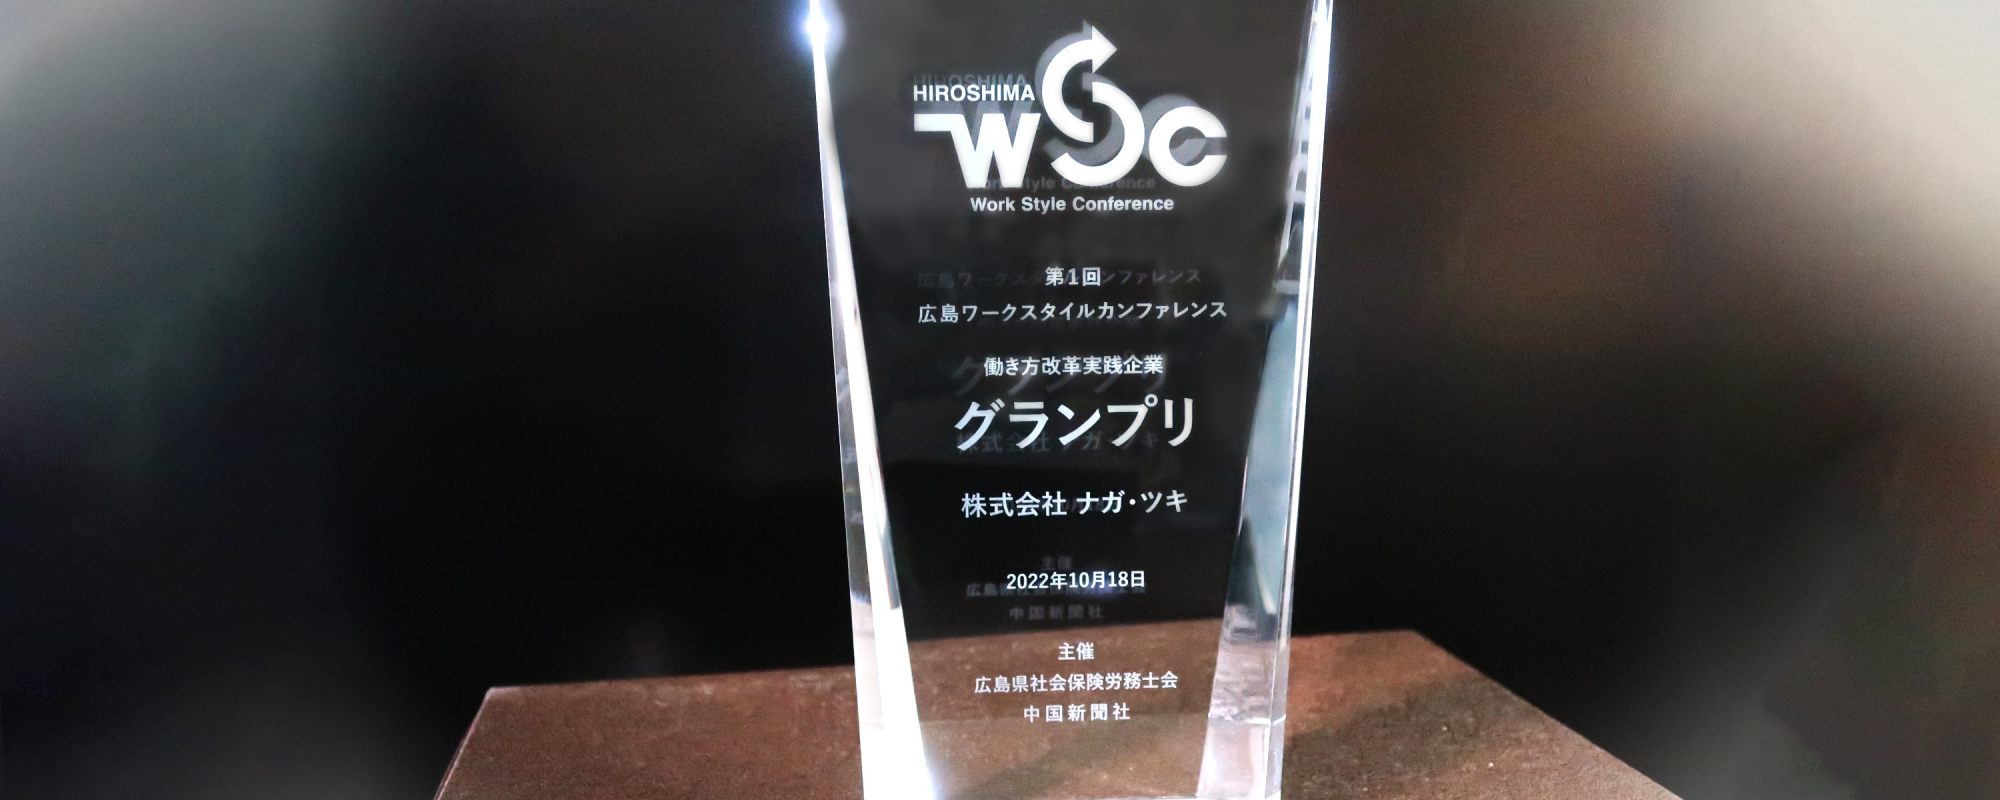 HIROSHIMA
WSC
Work Style Conference
第1回
広島ワークスタイルカンファレンス
働き方改革実践企業
グランプリ
株式会社 ナガ・ツキ
2022年10月18日
主催
広島県社会保険労務士会
中国新聞社